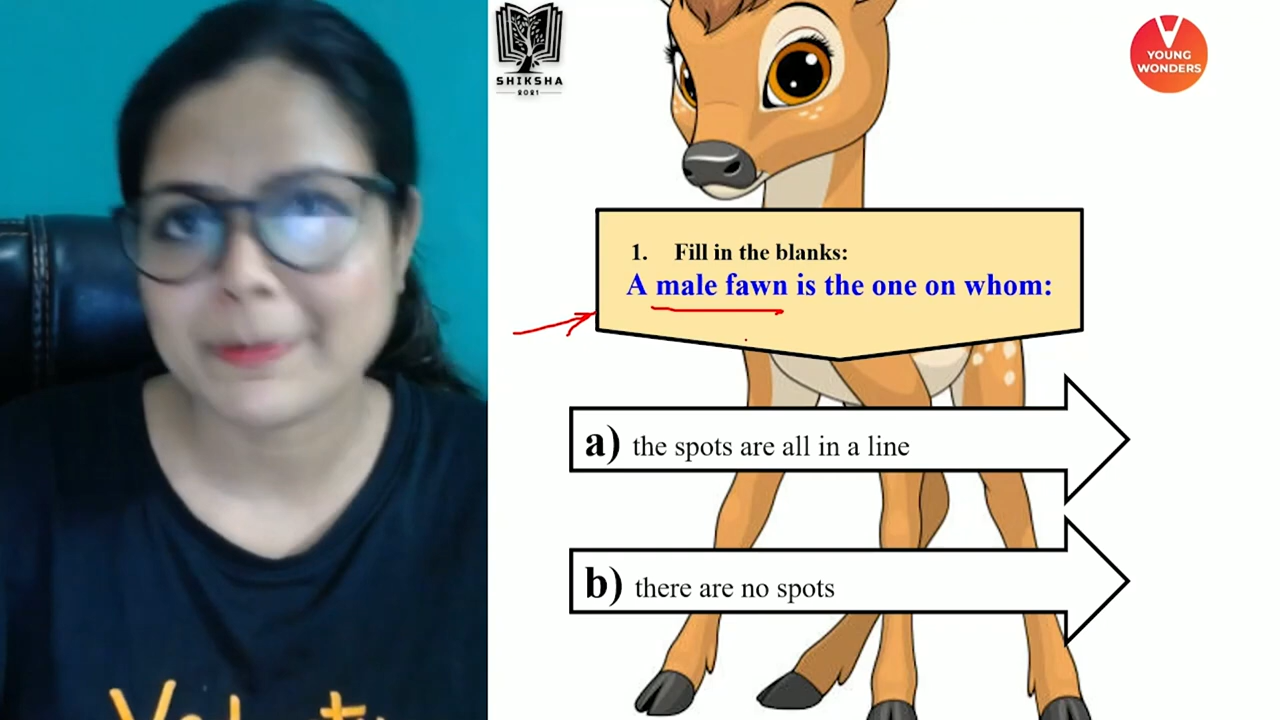 SHIKSHA
2021
YOUNG
WONDERS
1. Fill in the blanks:
A male fawn is the one on whom:
a) the spots are all in a line
b) there are no spots